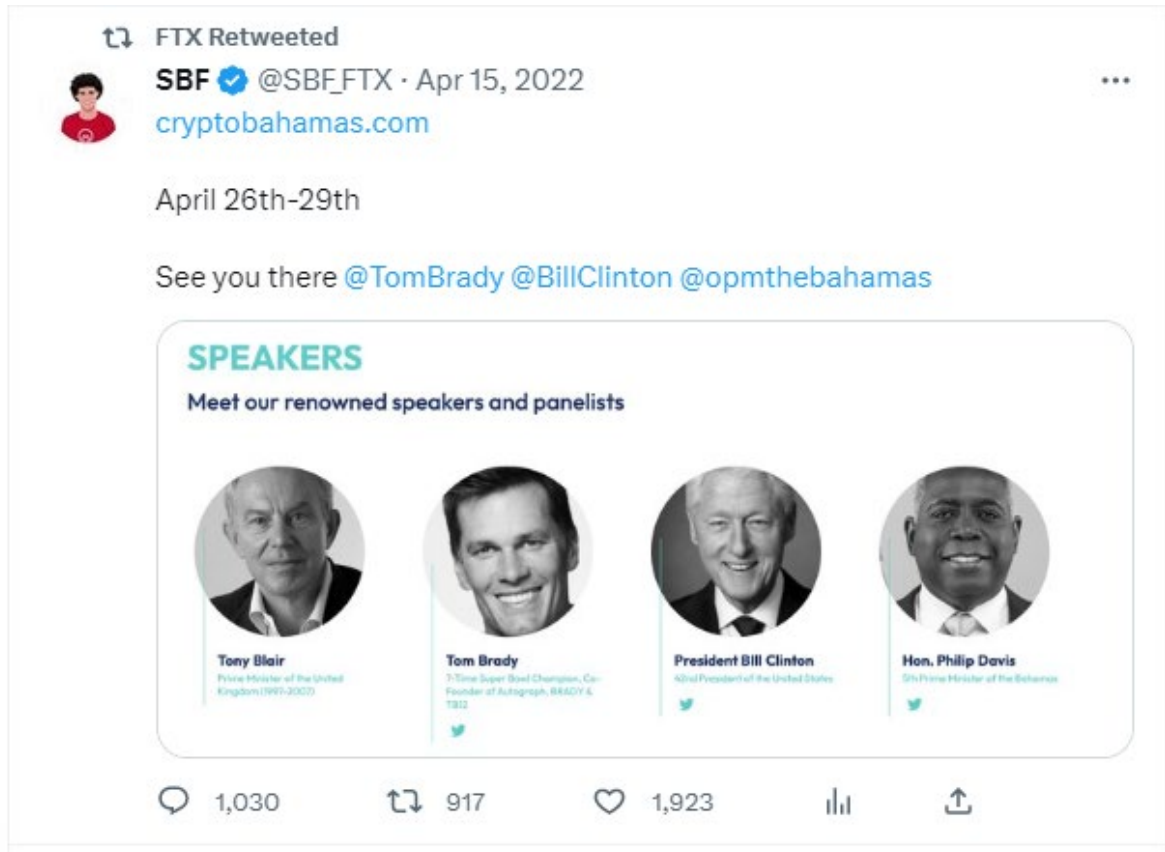 FTX Retweeted
SBF @SBF_FTX · Apr 15, 2022
cryptobahamas.com
April 26th-29th
See you there @TomBrady @BillClinton @opmthebahamas
SPEAKERS
Meet our renowned speakers and panelists
Tony Blair
Prime Minister of the United
Kingdom (1997-2007)
Tom Brady
7-Time Super Bowl Champion, Co-
Founder of Autograph, BRADY &
TB12
President Bill Clinton
42nd President of the United States
Hon. Philip Davis
5th Prime Minister of the Bahamas
1,030 917 1,923